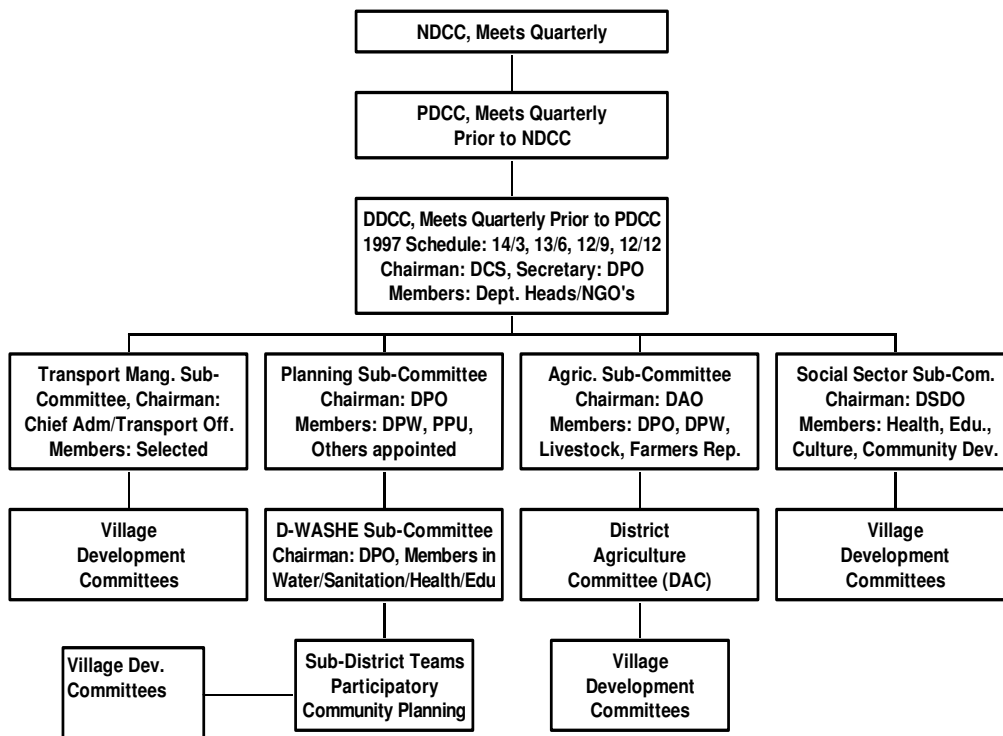 NDCC, Meets Quarterly
PDCC, Meets Quarterly
Prior to NDCC
DDCC, Meets Quarterly Prior to PDCC
1997 Schedule: 14/3, 13/6, 12/9, 12/12
Chairman: DCS, Secretary: DPO
Members: Dept. Heads/NGO's
Transport Mang. Sub-
Committee, Chairman:
Chief Adm/Transport Off.
Members: Selected
Planning Sub-Committee
Chairman: DPO
Members: DPW, PPU,
Others appointed
Agric. Sub-Committee
Chairman: DAO
Members: DPO, DPW,
Livestock, Farmers Rep.
Social Sector Sub-Com.
Chairman: DSDO
Members: Health, Edu.,
Culture, Community Dev.
Village
Development
Committees
D-WASHE Sub-Committee
Chairman: DPO, Members in
Water/Sanitation/Health/Edu
District
Agriculture
Committee (DAC)
Village
Development
Committees
Village Dev.
Committees
Sub-District Teams
Participatory
Community Planning
Village
Development
Committees